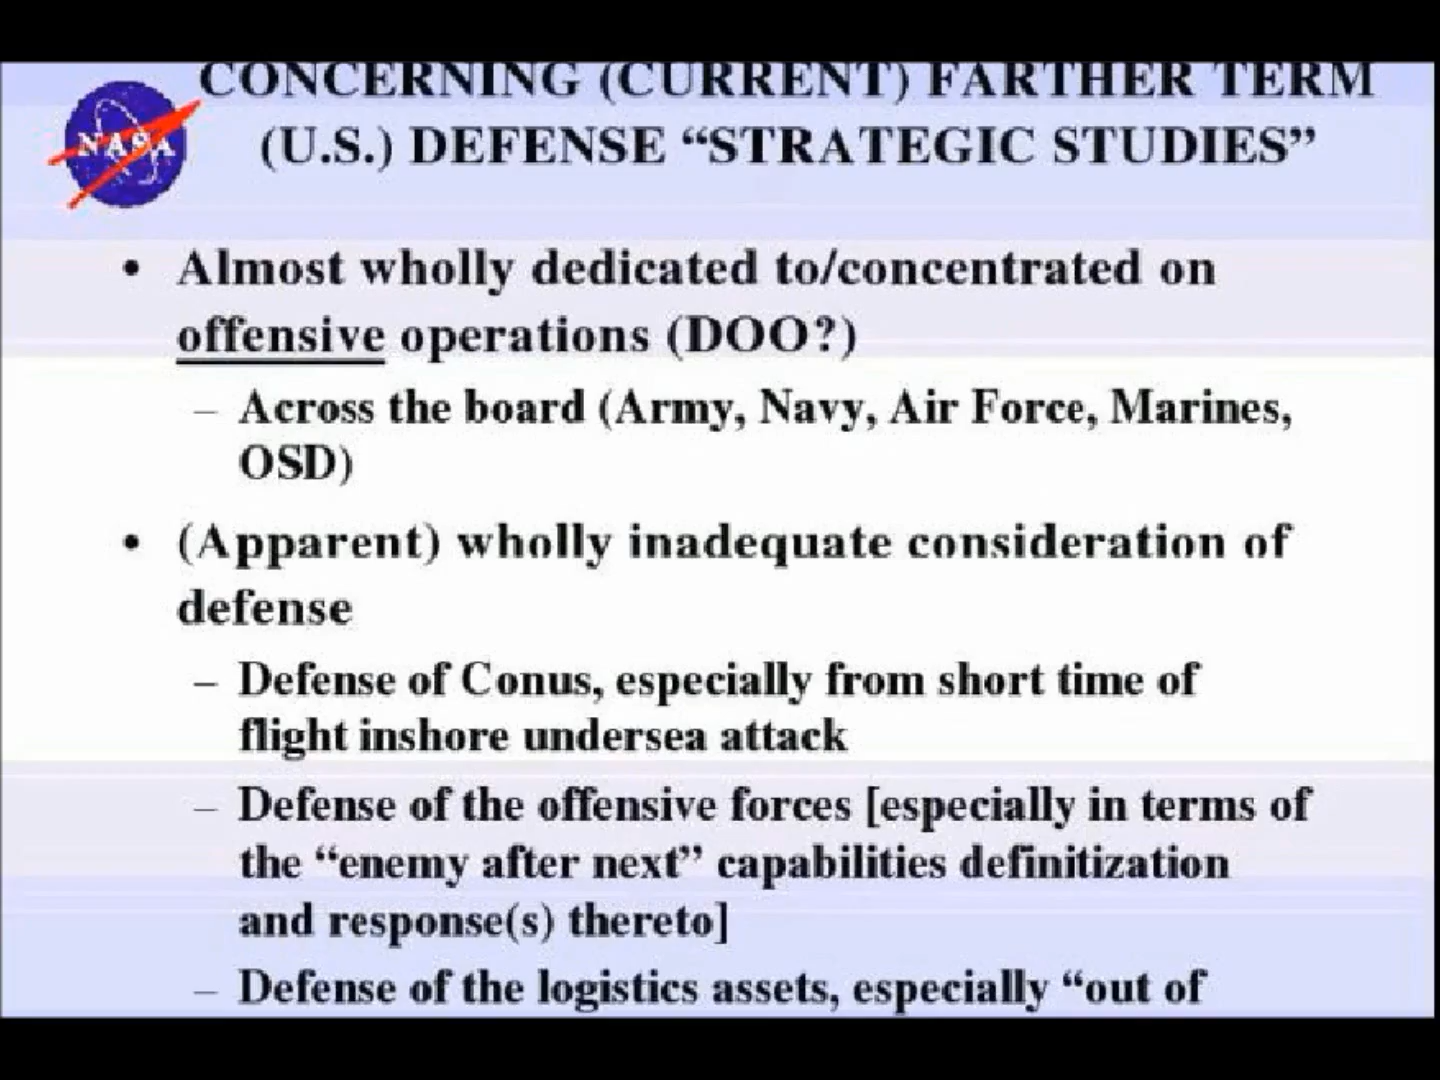 CONCERNING (CURRENT) FARTHER TERM
(U.S.) DEFENSE “STRATEGIC STUDIES”
NASA
• Almost wholly dedicated to/concentrated on
offensive operations (DOO?)
– Across the board (Army, Navy, Air Force, Marines,
OSD)
• (Apparent) wholly inadequate consideration of
defense
– Defense of Conus, especially from short time of
flight inshore undersea attack
– Defense of the offensive forces [especially in terms of
the “enemy after next” capabilities definitization
and response(s) thereto]
– Defense of the logistics assets, especially “out of